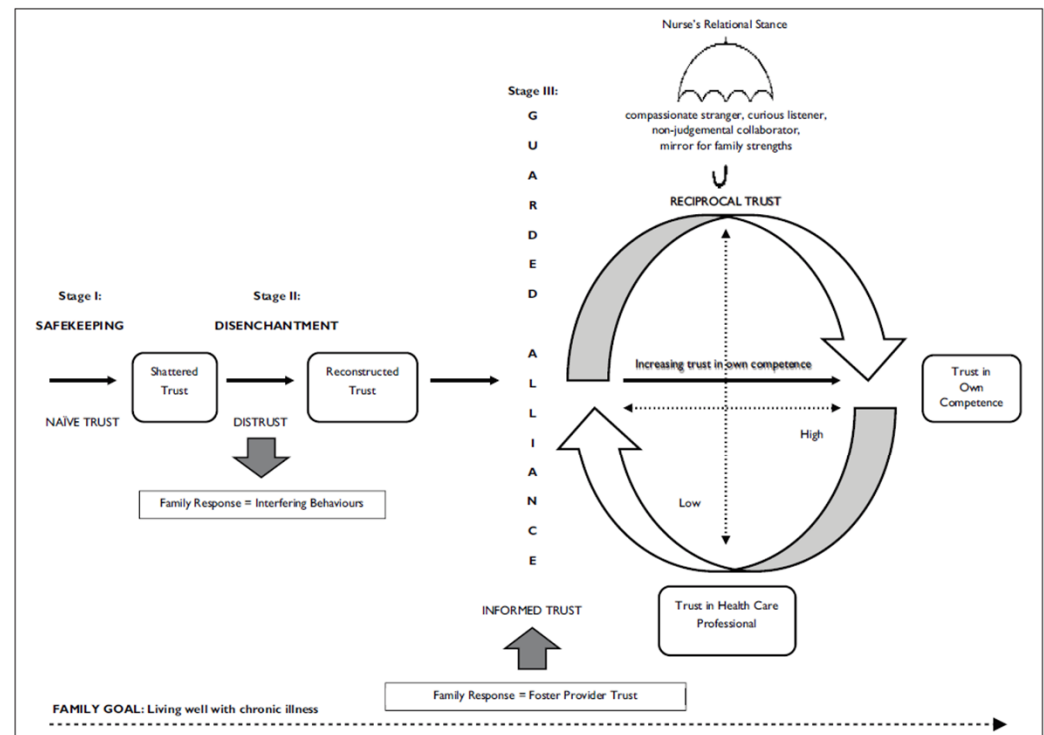 Nurse's Relational Stance
compassionate stranger, curious listener,
non-judgemental collaborator,
mirror for family strengths
RECIPROCAL TRUST
Stage I:
SAFEKEEPING
Stage II:
DISENCHANTMENT
Stage III:
G
U
A
R
D
E
D
A
L
L
I
A
N
C
E
Shattered
Trust
Reconstructed
Trust
NAÏVE TRUST
DISTRUST
Family Response = Interfering Behaviours
Increasing trust in own competence
High
Low
Trust in
Own
Competence
Trust in Health Care
Professional
INFORMED TRUST
Family Response = Foster Provider Trust
FAMILY GOAL: Living well with chronic illness